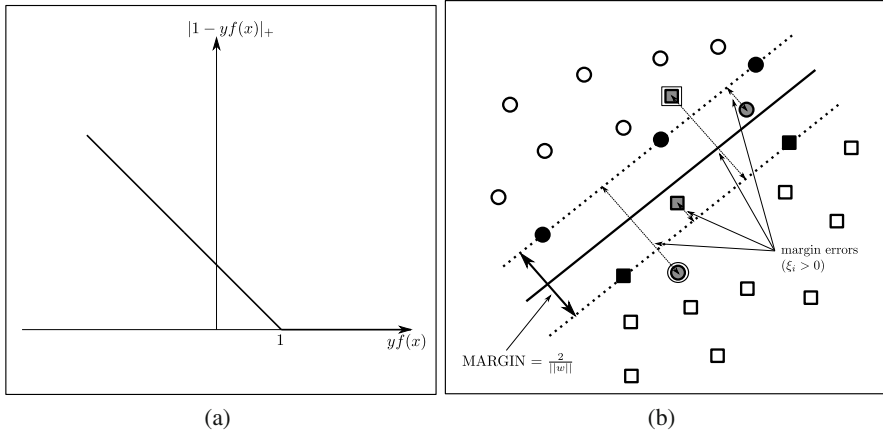 |1 − yf(x)|₊
1
yf(x)
(a)
margin errors
(ξᵢ > 0)
MARGIN = 2/||w||
(b)